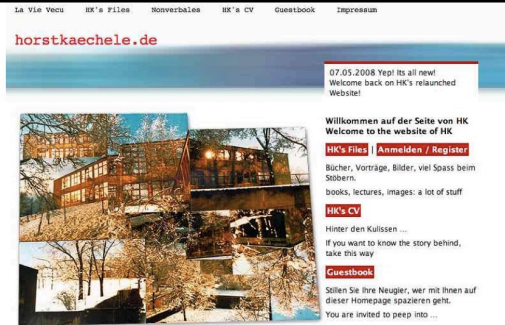 La Vie Vecu HK's Files Nonverbales HK's CV Guestbook Impressum
horstkaechele.de
07.05.2008 Yep! Its all new!
Welcome back on HK's relaunched
Website!
Willkommen auf der Seite von HK
Welcome to the website of HK
HK's Files | Anmelden / Register
Bücher, Vorträge, Bilder, viel Spass beim
Stöbern.
books, lectures, images: a lot of stuff
HK's CV
Hinter den Kulissen ...
If you want to know the story behind,
take this way
Guestbook
Stillen Sie Ihre Neugier, wer mit Ihnen auf
dieser Homepage spazieren geht.
You are invited to peep into ...